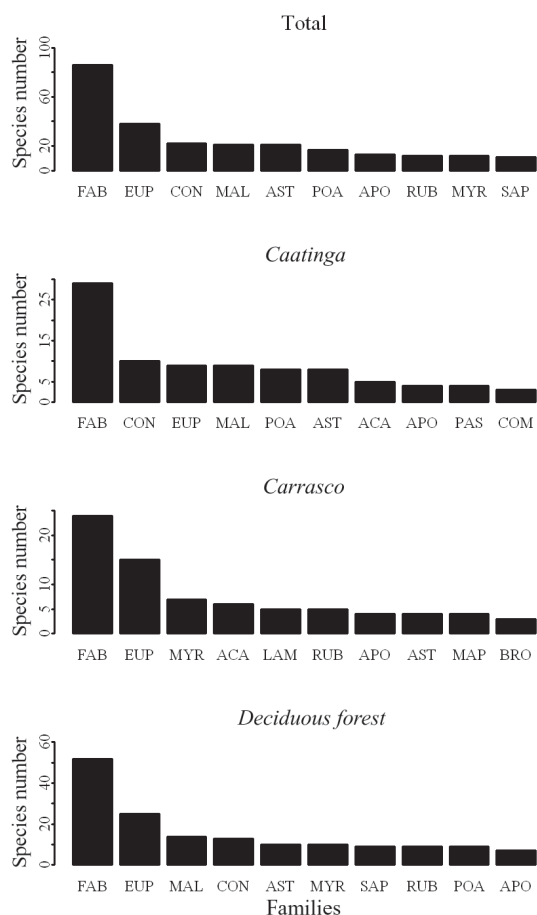 Total
Species number
100
60
20
0
FAB EUP CON MAL AST POA APO RUB MYR SAP
Caatinga
Species number
25
15
5
0
FAB CON EUP MAL POA AST ACA APO PAS COM
Carrasco
Species number
20
10
5
0
FAB EUP MYR ACA LAM RUB APO AST MAP BRO
Deciduous forest
Species number
60
40
20
0
FAB EUP MAL CON AST MYR SAP RUB POA APO
Families